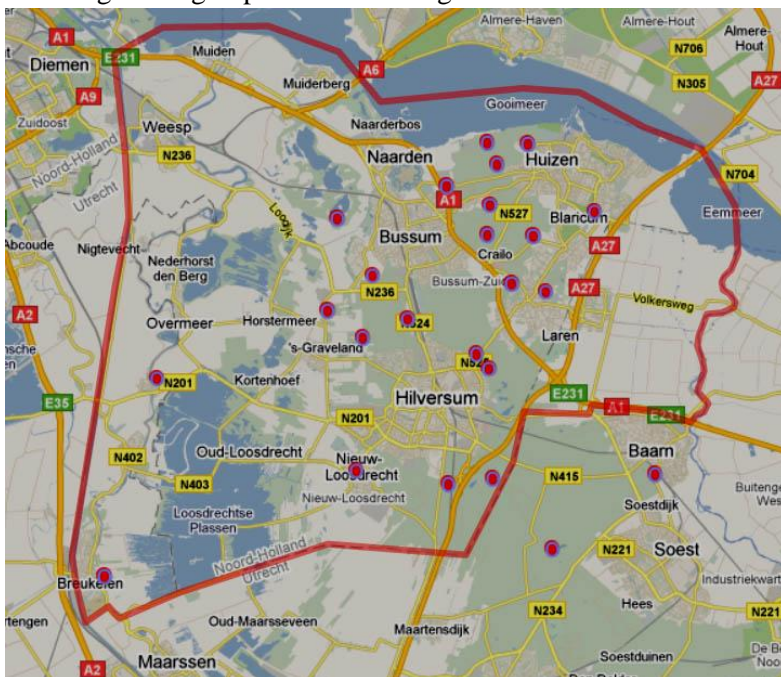 Almere-Haven
Almere-Hout
Almere-
Hout
N706
A1
E231
Muiden
Diemen
A6
A27
N305
Muiderberg
A9
Gooimeer
Zuidoost
Naarderbos
Weesp
Naarden
Huizen
N236
Noord-Holland
Utrecht
N704
A1
N527
Blaricum
Eemmeer
Loodijk
Abcoude
Nigtevecht
Bussum
Crailo
A27
Nederhorst
den Berg
N236
Bussum-Zuid
A27
Volkersweg
A2
Horstermeer
N524
Overmeer
's-Graveland
Laren
Kortenhoef
N201
E231
Hilversum
A1
E231
E35
N201
Baarn
N402
Oud-Loosdrecht
Nieuw-
Loosdrecht
N415
N403
Nieuw-Loosdrecht
Soestdijk
Loosdrechtse
Plassen
N221
Soest
Noord-Holland
Utrecht
Breukelen
Industriekwart
Hees
N234
N221
Oud-Maarsseveen
Maartensdijk
A2
Maarssen
Soestduinen